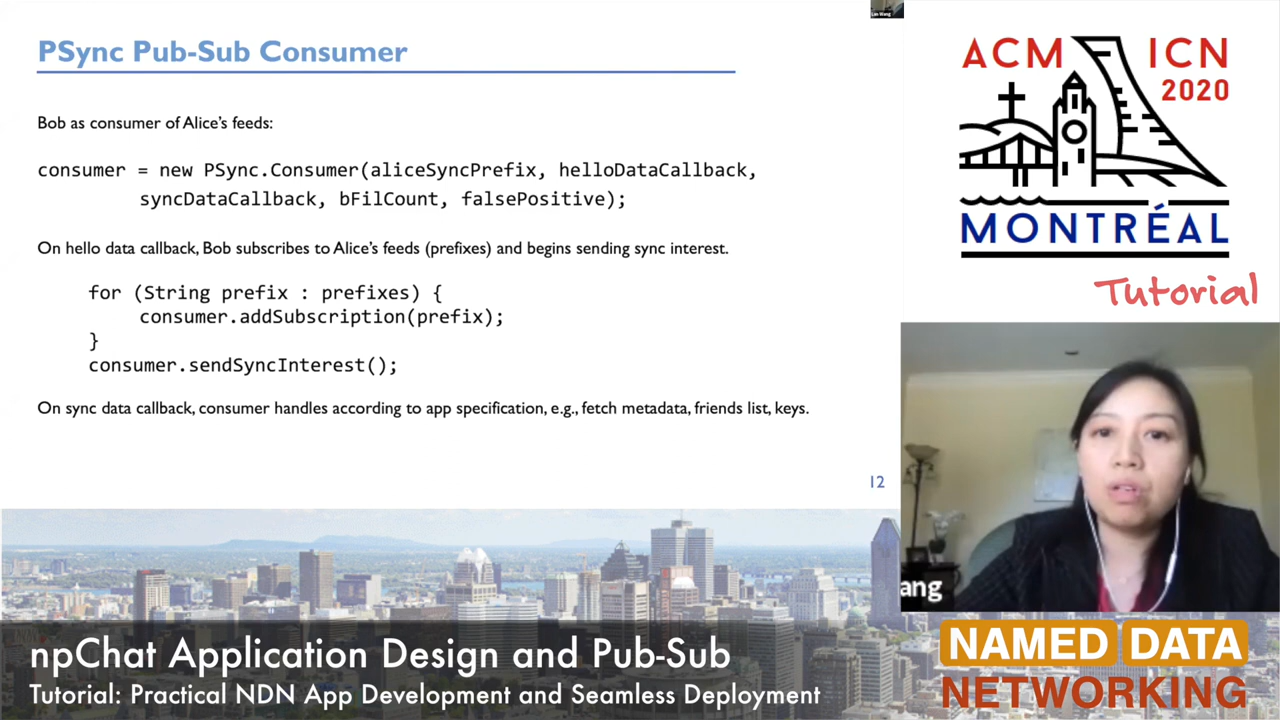 PSync Pub-Sub Consumer
Bob as consumer of Alice's feeds:
consumer = new PSync.Consumer(aliceSyncPrefix, helloDataCallback,
syncDataCallback, bFilCount, falsePositive);
On hello data callback, Bob subscribes to Alice's feeds (prefixes) and begins sending sync interest.
for (String prefix : prefixes) {
consumer.addSubscription(prefix);
}
consumer.sendSyncInterest();
On sync data callback, consumer handles according to app specification, e.g., fetch metadata, friends list, keys.
12
ACM ICN
2020
MONTRÉAL
Tutorial
ang
npChat Application Design and Pub-Sub
Tutorial: Practical NDN App Development and Seamless Deployment
NAMED DATA
NETWORKING